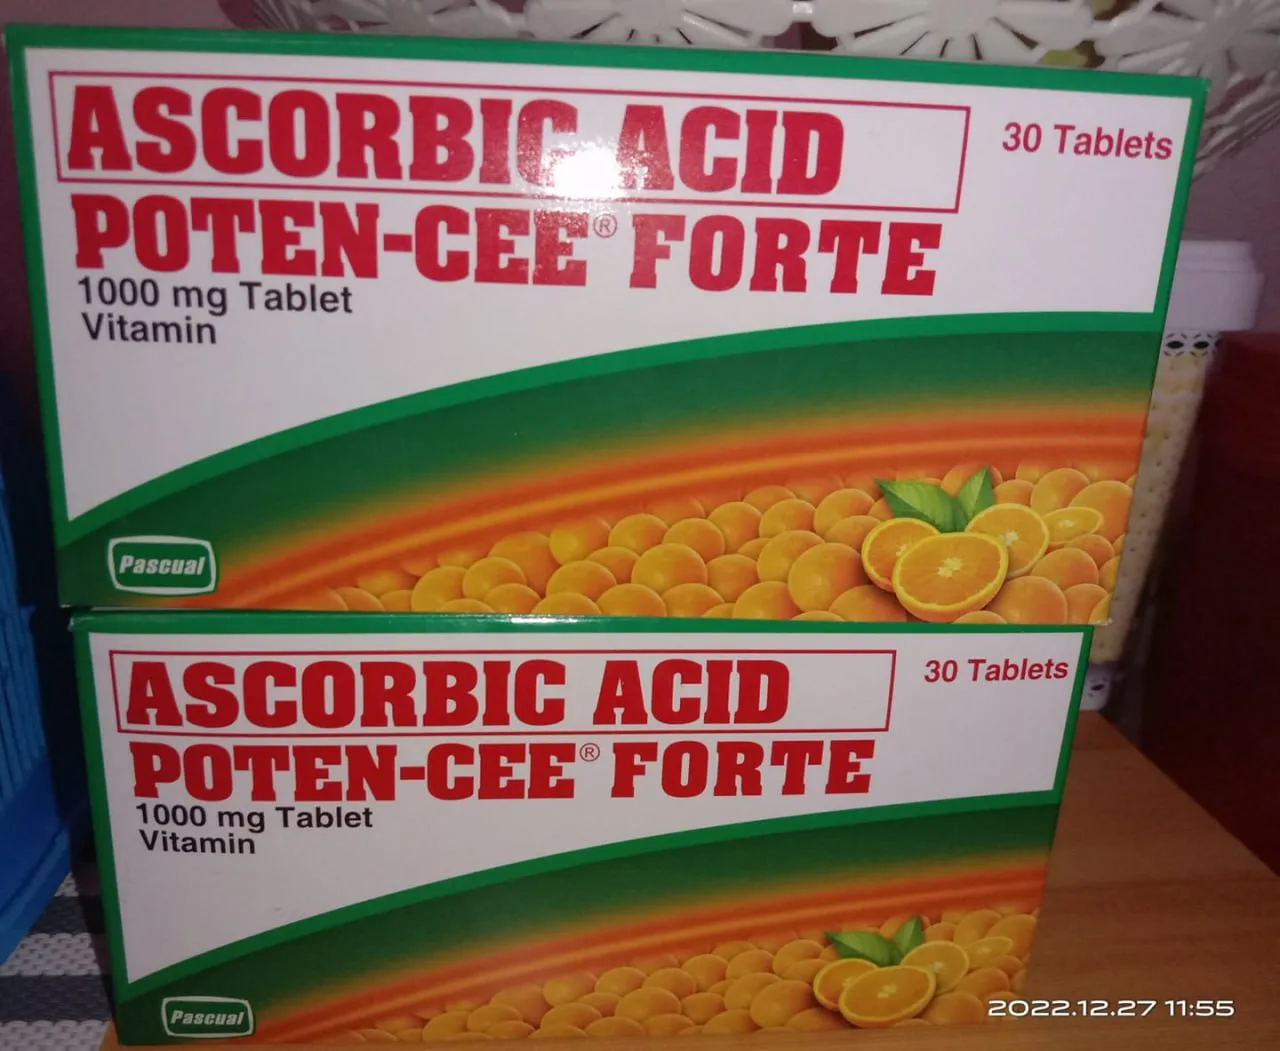 ASCORBIC ACID
30 Tablets
POTEN-CEE® FORTE
1000 mg Tablet
Vitamin
Pascual
ASCORBIC ACID
30 Tablets
POTEN-CEE® FORTE
1000 mg Tablet
Vitamin
Pascual
2022.12.27 11:55